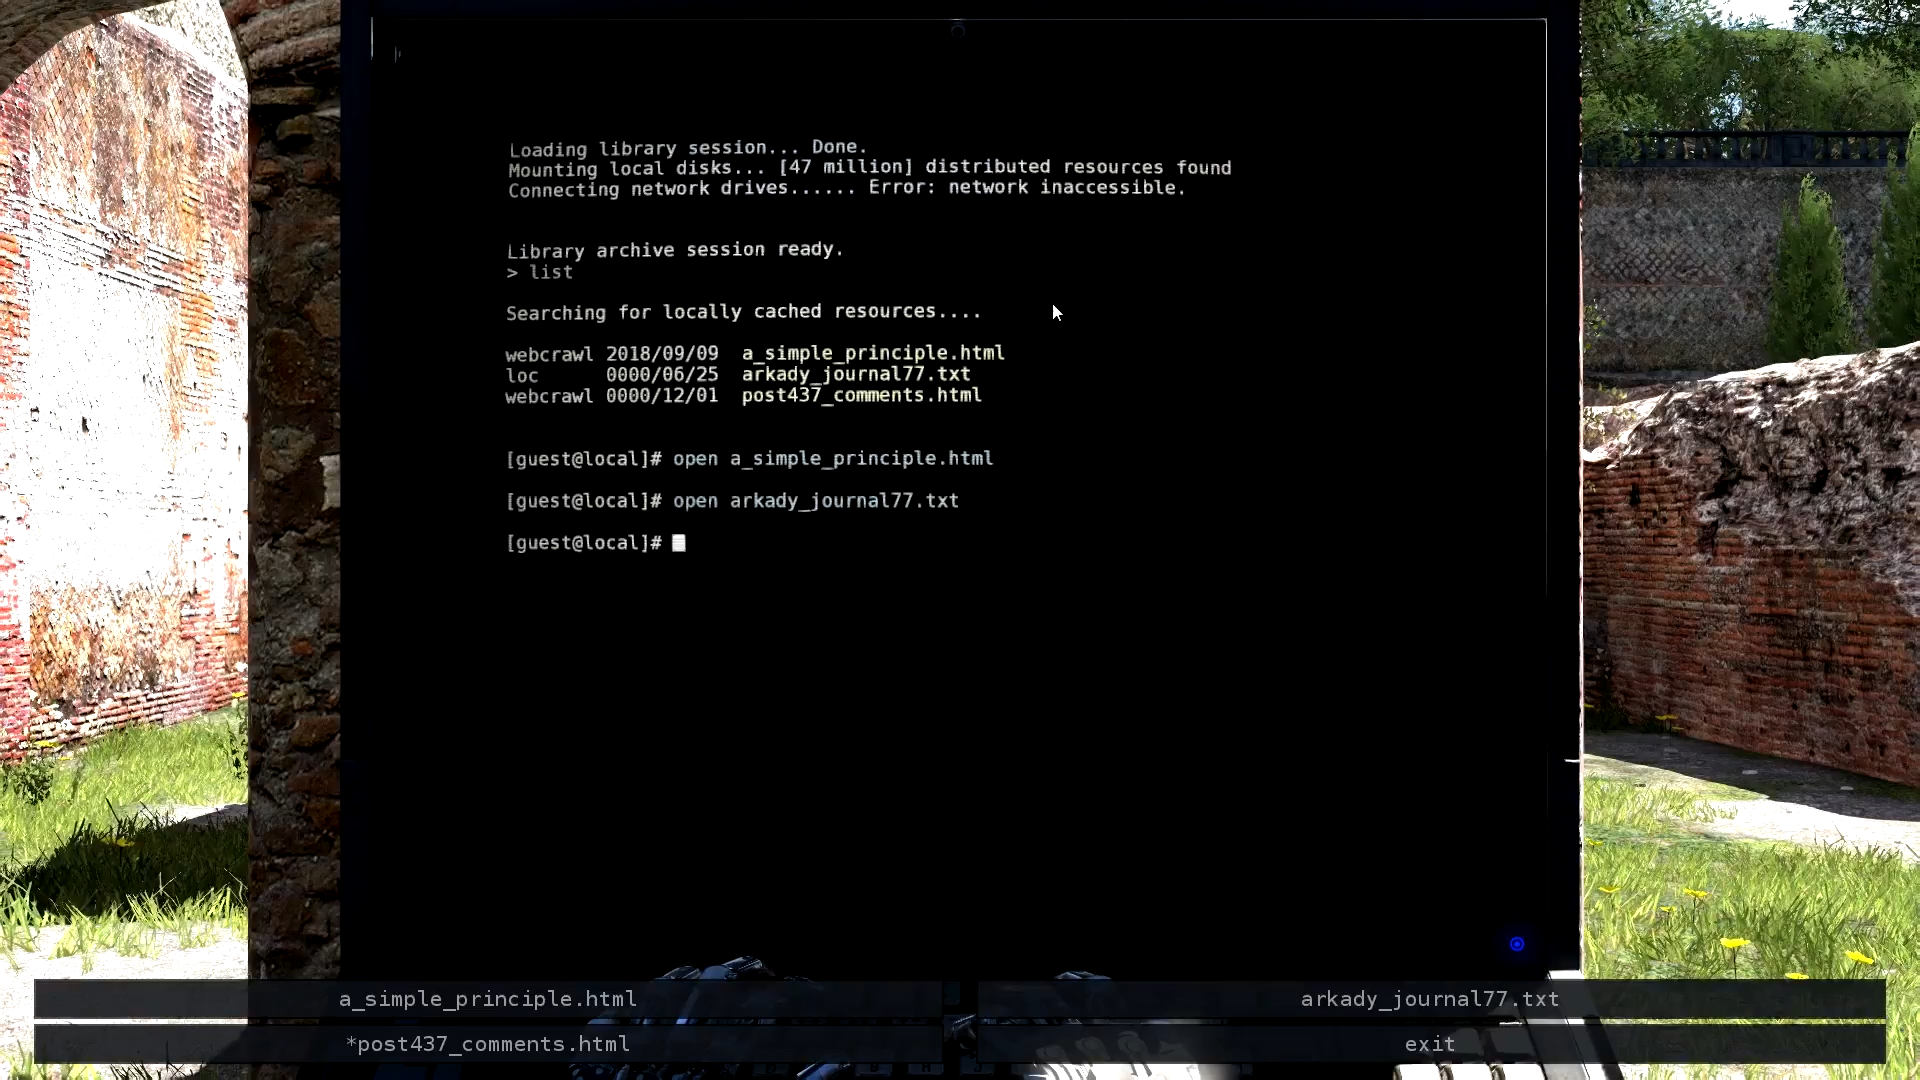 Loading library session... Done.
Mounting local disks... [47 million] distributed resources found
Connecting network drives...... Error: network inaccessible.
Library archive session ready.
> list
Searching for locally cached resources....
webcrawl 2018/09/09 a_simple_principle.html
loc 0000/06/25 arkady_journal77.txt
webcrawl 0000/12/01 post437_comments.html
[guest@local]# open a_simple_principle.html
[guest@local]# open arkady_journal77.txt
[guest@local]#
a_simple_principle.html
arkady_journal77.txt
*post437_comments.html
exit